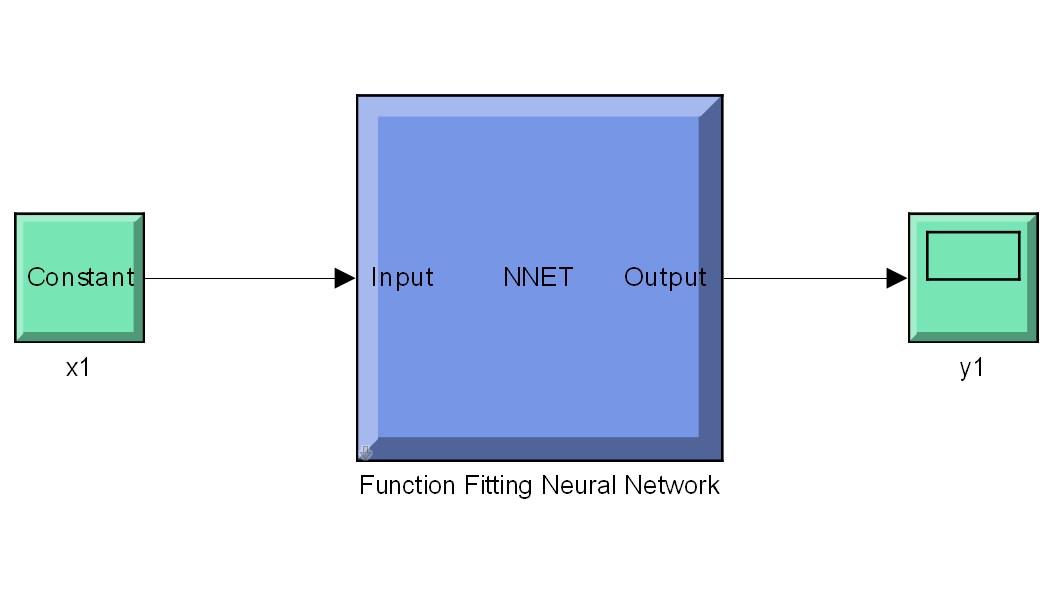 Constant
x1
Input
NNET
Output
Function Fitting Neural Network
y1